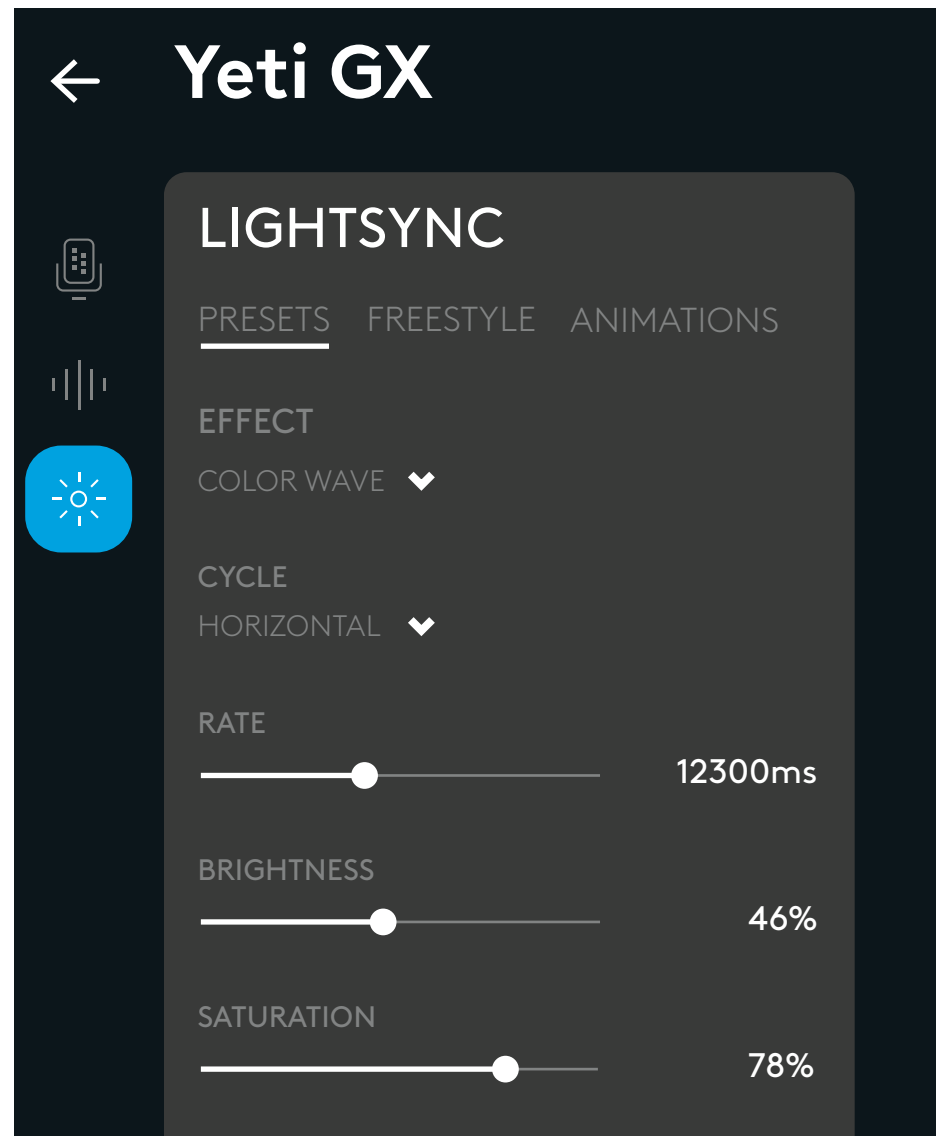 Yeti GX
LIGHTSYNC
PRESETS FREESTYLE ANIMATIONS
EFFECT
COLOR WAVE
CYCLE
HORIZONTAL
RATE
12300ms
BRIGHTNESS
46%
SATURATION
78%